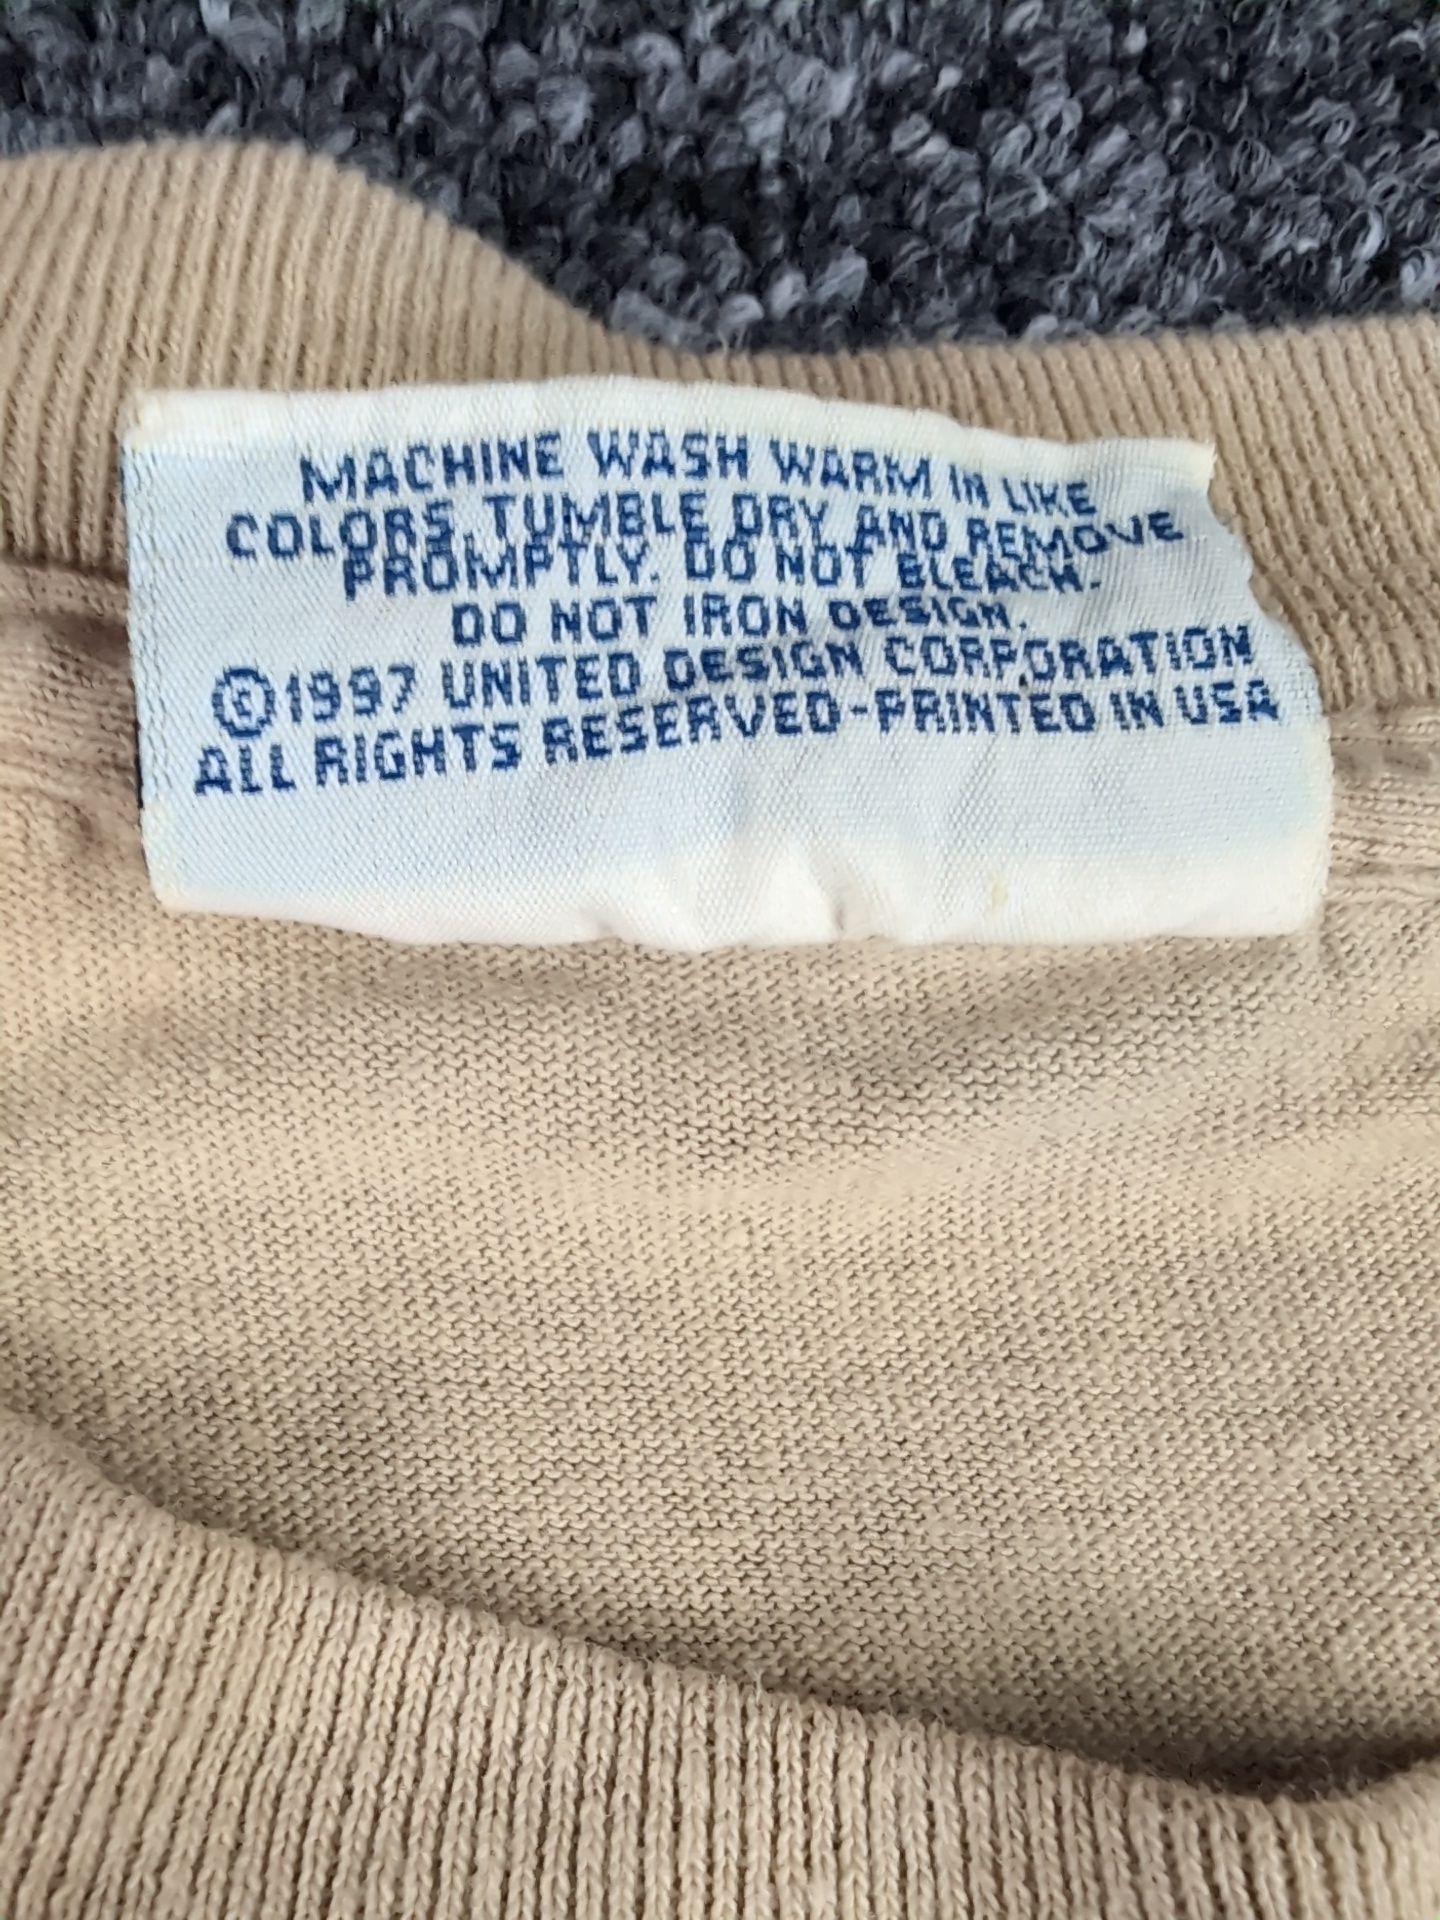 MACHINE WASH WARM IN LIKE
COLORS, TUMBLE DRY AND REMOVE
PROMPTLY. DO NOT BLEACH.
DO NOT IRON DESIGN.
©1997 UNITED DESIGN CORPORATION
ALL RIGHTS RESERVED-PRINTED IN USA